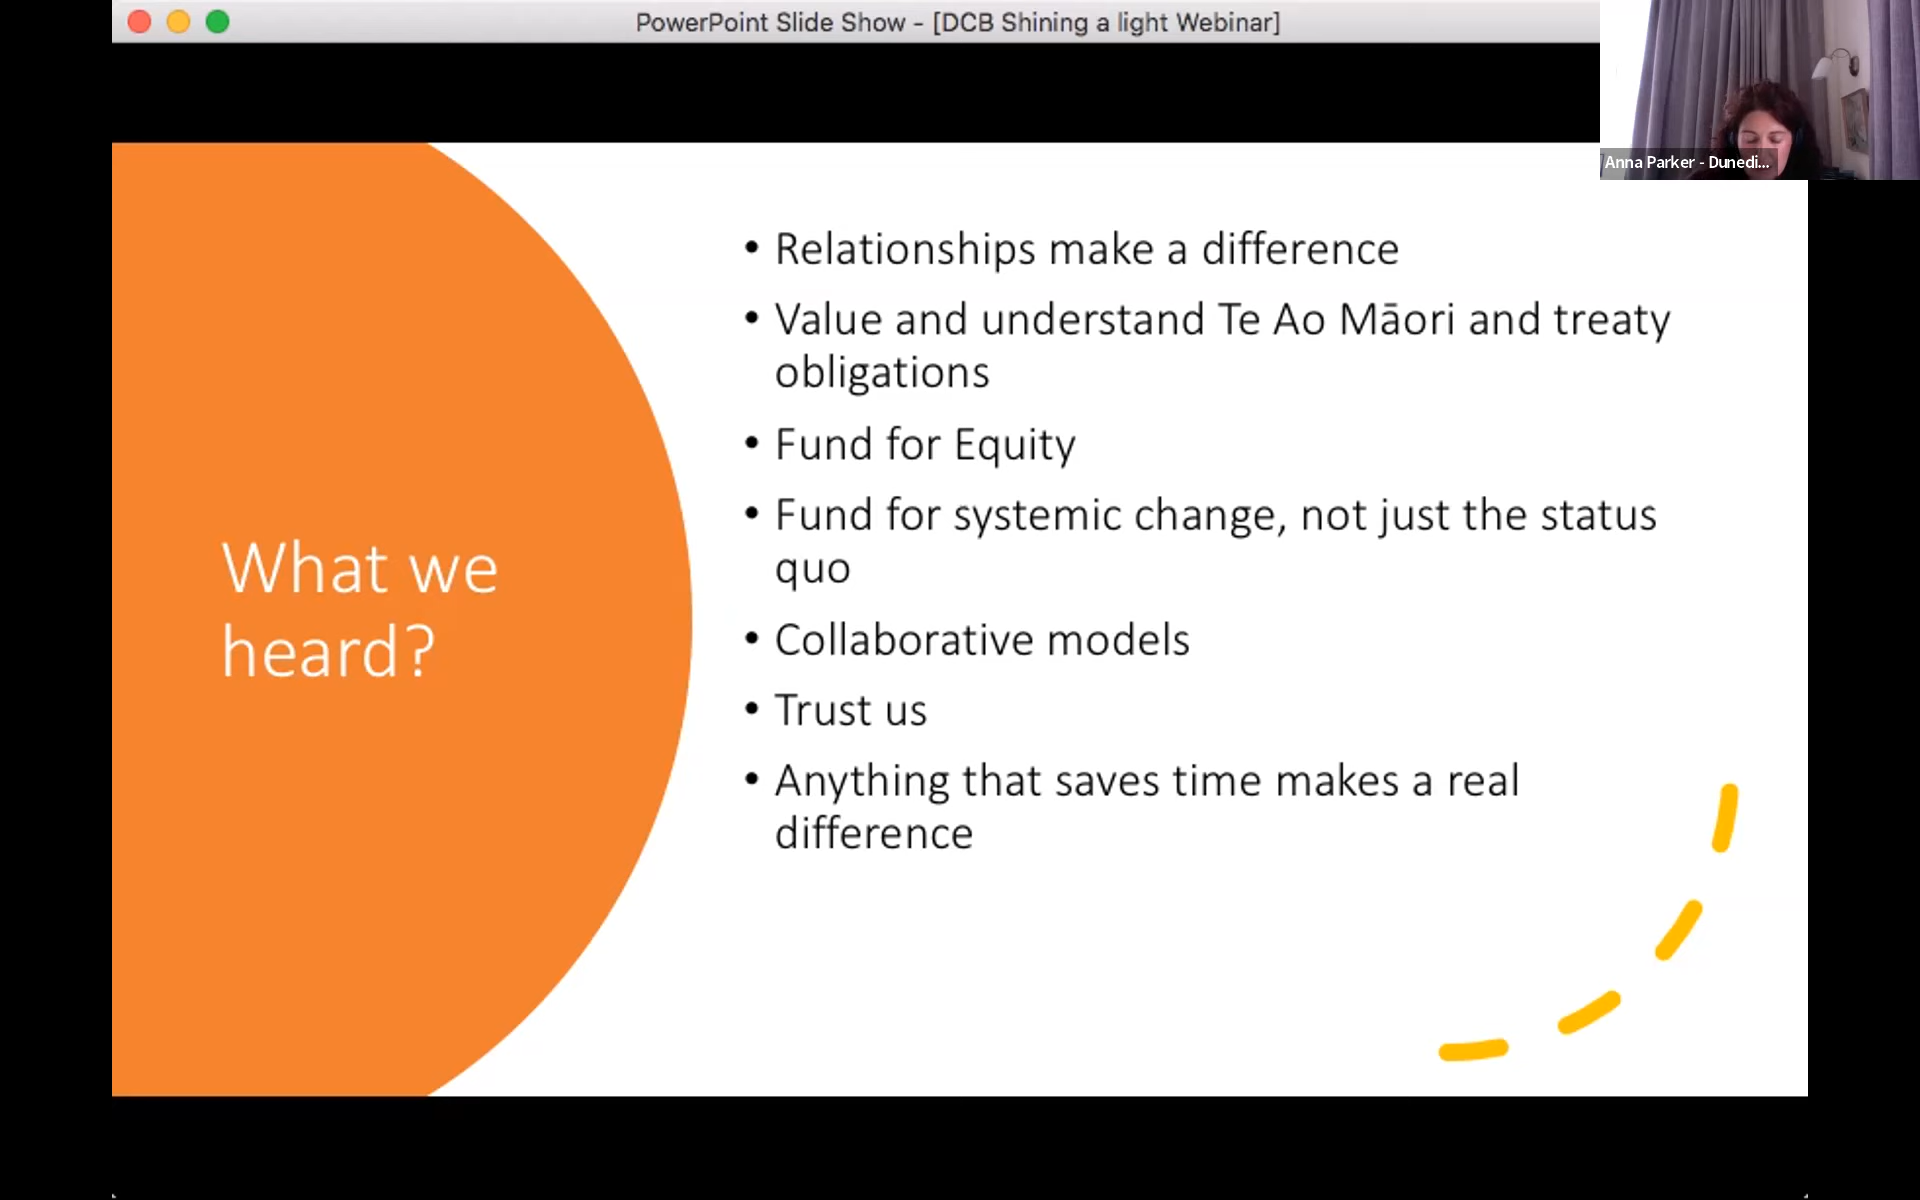 PowerPoint Slide Show - [DCB Shining a light Webinar]
Anna Parker - Dunedi...
What we
heard?
• Relationships make a difference
• Value and understand Te Ao Māori and treaty
obligations
• Fund for Equity
• Fund for systemic change, not just the status
quo
• Collaborative models
• Trust us
• Anything that saves time makes a real
difference